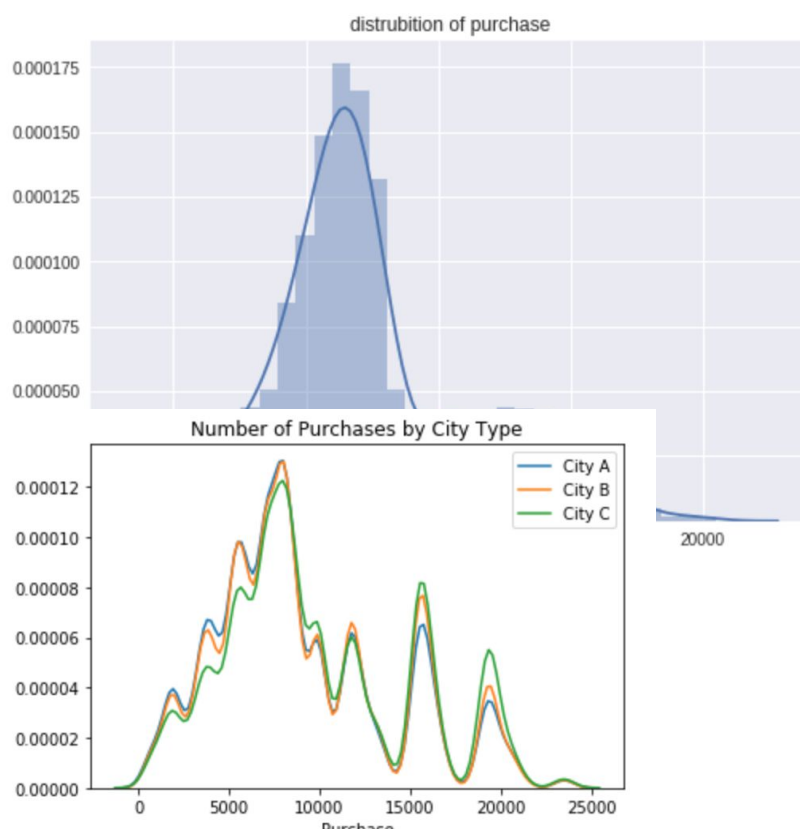 distrubition of purchase
0.000175
0.000150
0.000125
0.000100
0.000075
0.000050
20000
Number of Purchases by City Type
City A
City B
City C
0.00012
0.00010
0.00008
0.00006
0.00004
0.00002
0.00000
0 5000 10000 15000 20000 25000
Purchase